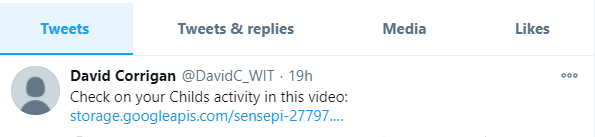 Tweets Tweets & replies Media Likes
David Corrigan @DavidC_WIT · 19h
Check on your Childs activity in this video:
storage.googleapis.com/sensepi-27797....